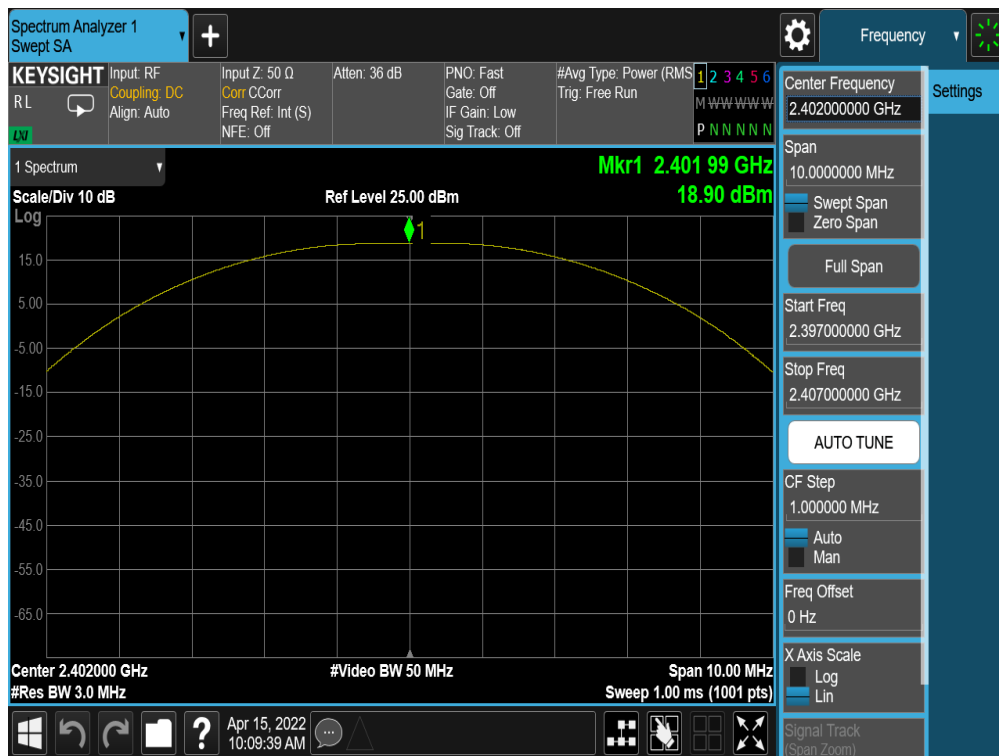 Spectrum Analyzer 1
Swept SA
+
Frequency
KEYSIGHT
RL
LXI
Input: RF
Coupling: DC
Align: Auto
Input Z: 50 Ω
Corr CCorr
Freq Ref: Int (S)
NFE: Off
Atten: 36 dB
PNO: Fast
Gate: Off
IF Gain: Low
Sig Track: Off
#Avg Type: Power (RMS
Trig: Free Run
1 2 3 4 5 6
M W W W W W
P N N N N N
1 Spectrum
Mkr1 2.401 99 GHz
18.90 dBm
Scale/Div 10 dB
Ref Level 25.00 dBm
Log
1
15.0
5.00
-5.00
-15.0
-25.0
-35.0
-45.0
-55.0
-65.0
Center 2.402000 GHz
#Video BW 50 MHz
Span 10.00 MHz
#Res BW 3.0 MHz
Sweep 1.00 ms (1001 pts)
Center Frequency
2.402000000 GHz
Settings
Span
10.0000000 MHz
Swept Span
Zero Span
Full Span
Start Freq
2.397000000 GHz
Stop Freq
2.407000000 GHz
AUTO TUNE
CF Step
1.000000 MHz
Auto
Man
Freq Offset
0 Hz
X Axis Scale
Log
Lin
Signal Track
(Span Zoom)
?
Apr 15, 2022
10:09:39 AM